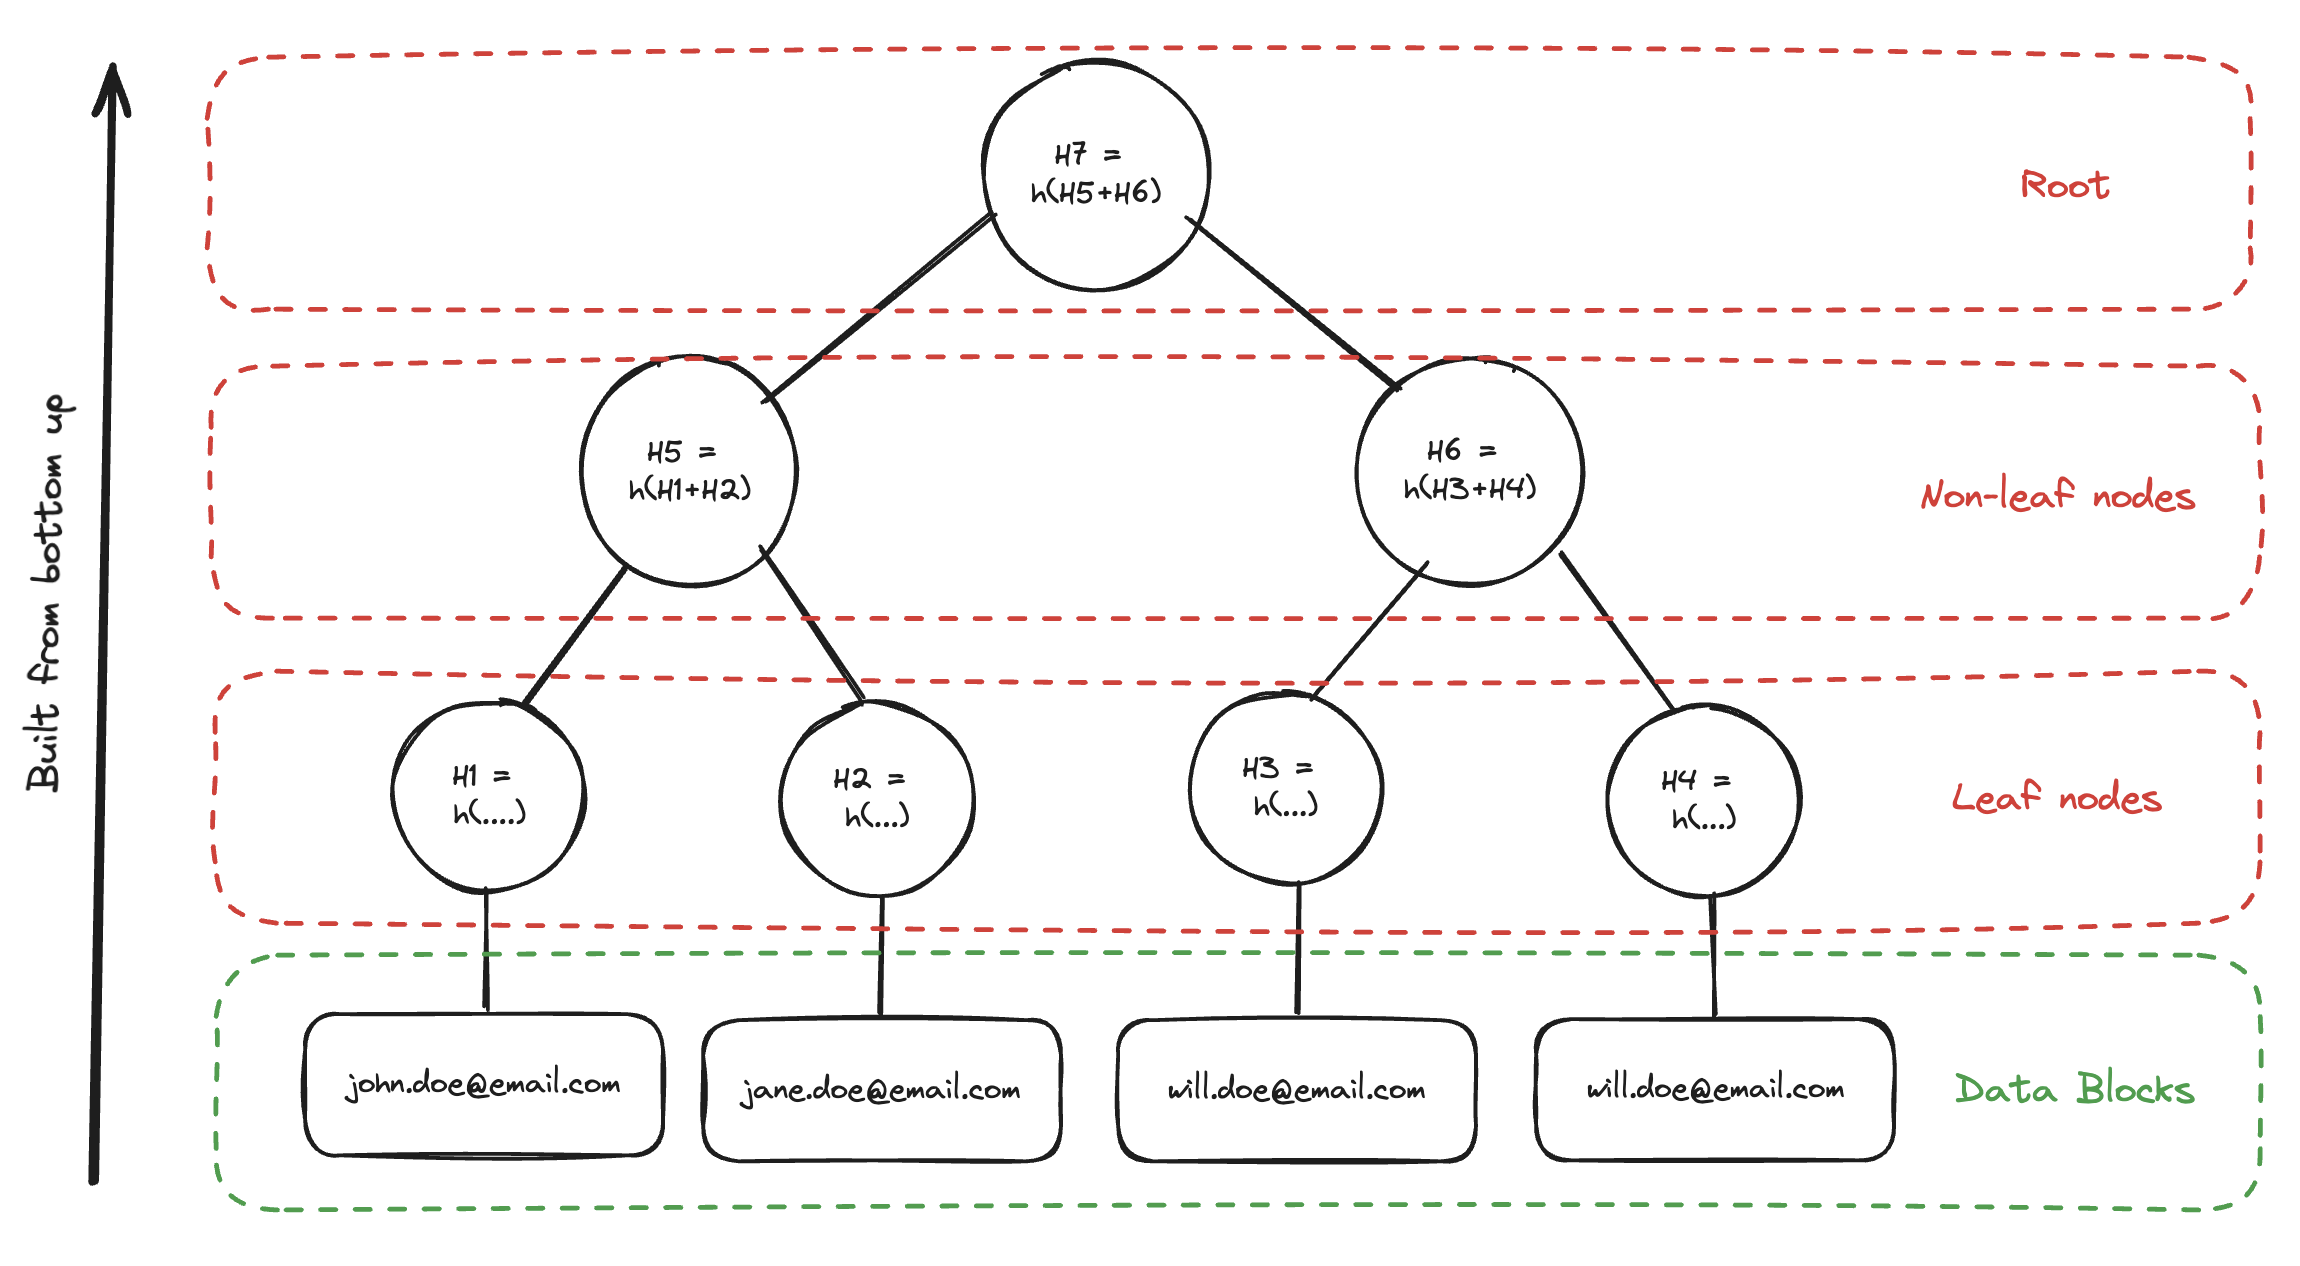 H7 =
h(H5+H6)
Root
H5 =
h(H1+H2)
H6 =
h(H3+H4)
Non-leaf nodes
Built from bottom up
H1 =
h(....)
H2 =
h(...)
H3 =
h(...)
H4 =
h(...)
Leaf nodes
john.doe@email.com
jane.doe@email.com
will.doe@email.com
will.doe@email.com
Data Blocks